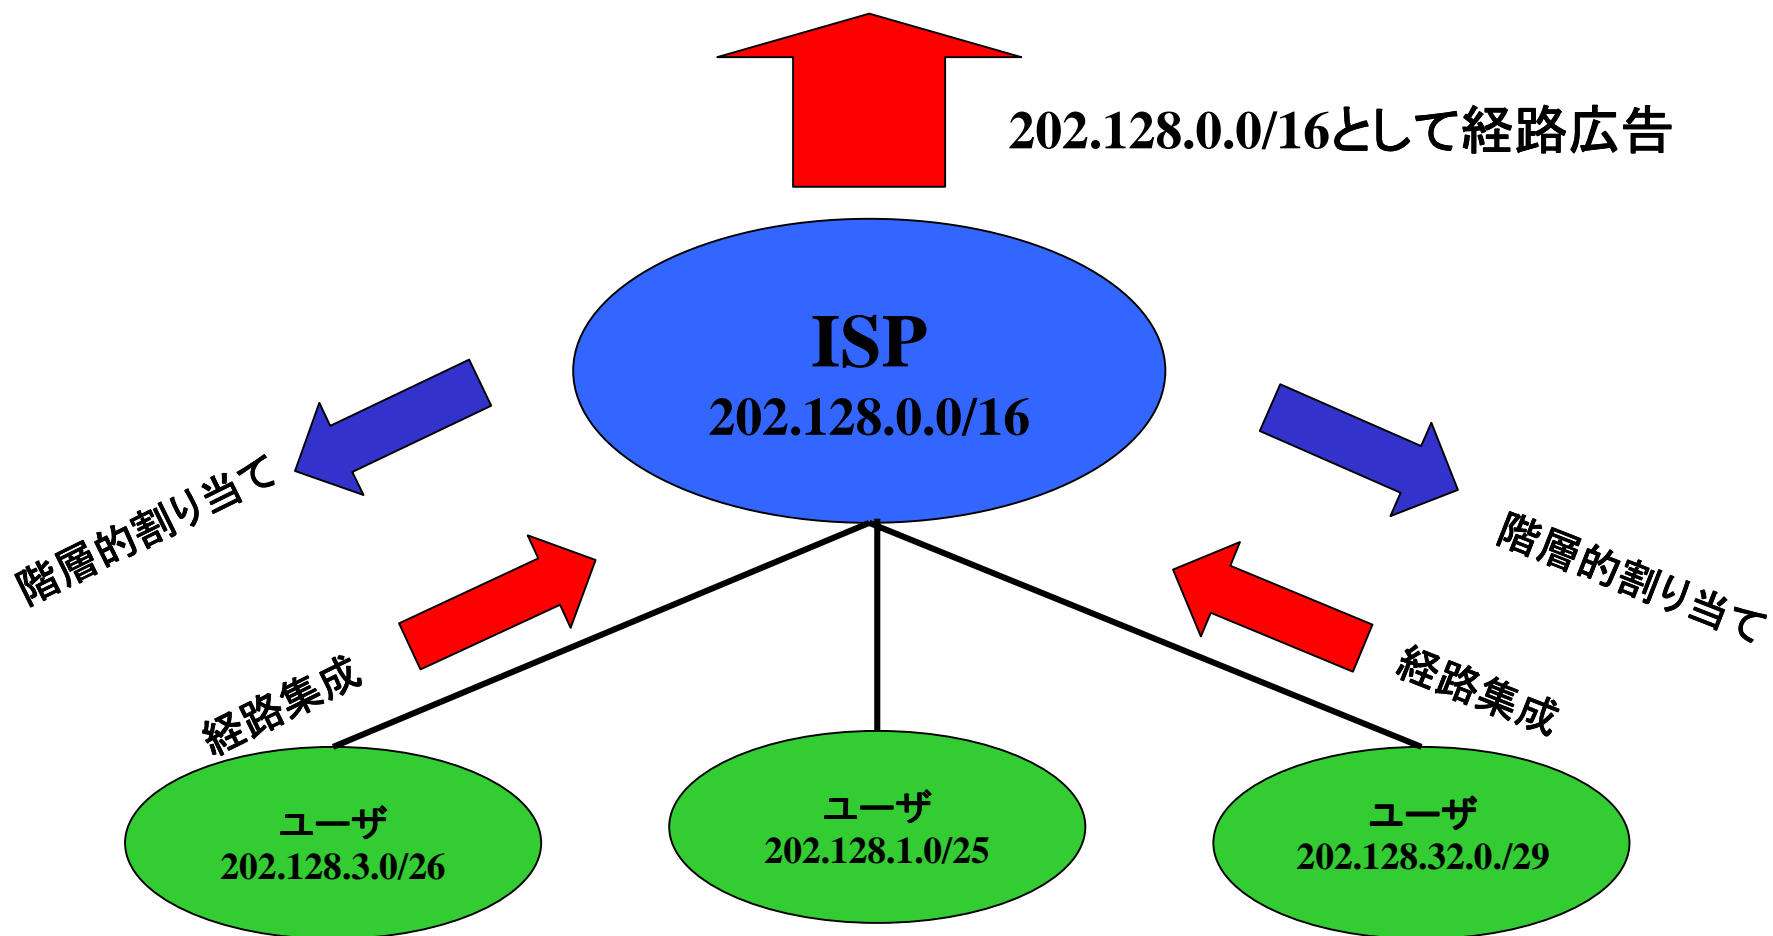 202.128.0.0/16として経路広告
ISP
202.128.0.0/16
階層的割り当て
階層的割り当て
経路集成
経路集成
ユーザ
202.128.3.0/26
ユーザ
202.128.1.0/25
ユーザ
202.128.32.0./29